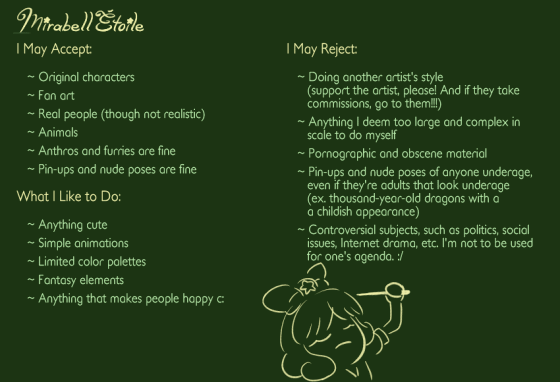 Mirabell Étoile
I May Accept:
~ Original characters
~ Fan art
~ Real people (though not realistic)
~ Animals
~ Anthros and furries are fine
~ Pin-ups and nude poses are fine
What I Like to Do:
~ Anything cute
~ Simple animations
~ Limited color palettes
~ Fantasy elements
~ Anything that makes people happy c:
I May Reject:
~ Doing another artist's style
(support the artist, please! And if they take
commissions, go to them!!!)
~ Anything I deem too large and complex in
scale to do myself
~ Pornographic and obscene material
~ Pin-ups and nude poses of anyone underage,
even if they're adults that look underage
(ex. thousand-year-old dragons with a
a childish appearance)
~ Controversial subjects, such as politics, social
issues, Internet drama, etc. I'm not to be used
for one's agenda. :/